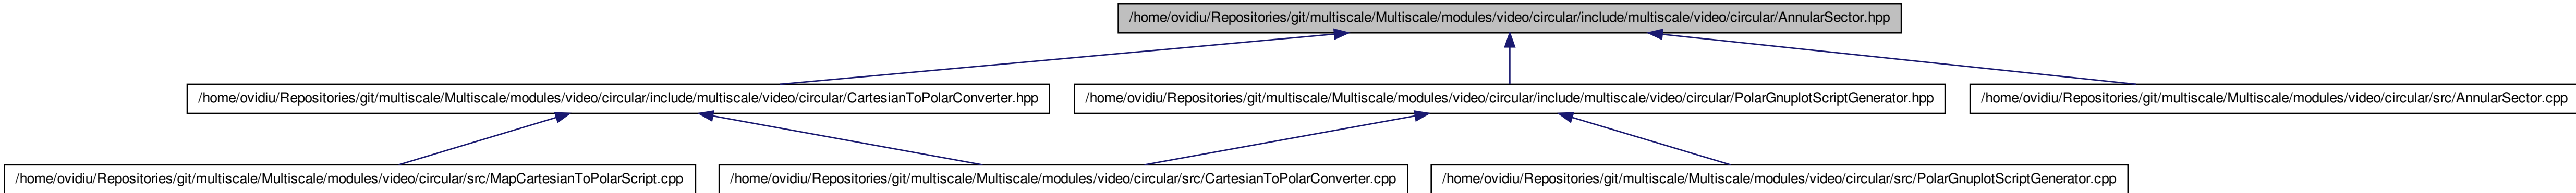 /home/ovidiu/Repositories/git/multiscale/Multiscale/modules/video/circular/include/multiscale/video/circular/AnnularSector.hpp
/home/ovidiu/Repositories/git/multiscale/Multiscale/modules/video/circular/include/multiscale/video/circular/CartesianToPolarConverter.hpp
/home/ovidiu/Repositories/git/multiscale/Multiscale/modules/video/circular/include/multiscale/video/circular/PolarGnuplotScriptGenerator.hpp
/home/ovidiu/Repositories/git/multiscale/Multiscale/modules/video/circular/src/AnnularSector.cpp
/home/ovidiu/Repositories/git/multiscale/Multiscale/modules/video/circular/src/MapCartesianToPolarScript.cpp
/home/ovidiu/Repositories/git/multiscale/Multiscale/modules/video/circular/src/CartesianToPolarConverter.cpp
/home/ovidiu/Repositories/git/multiscale/Multiscale/modules/video/circular/src/PolarGnuplotScriptGenerator.cpp